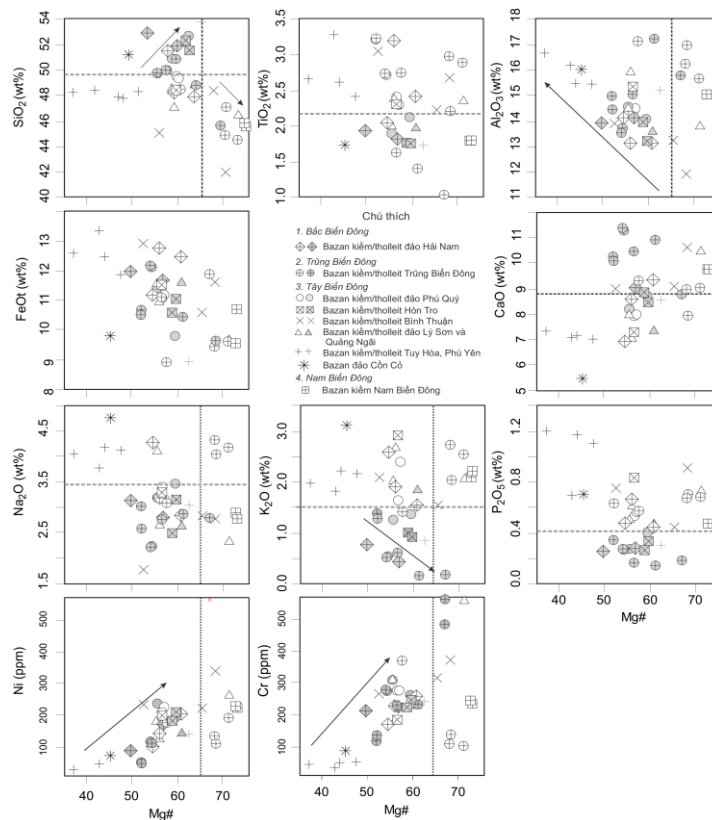 SiO2 (wt%)
54
52
50
48
46
44
42
40
TiO2 (wt%)
3.5
3.0
2.5
2.0
1.5
1.0
Al2O3 (wt%)
18
17
16
15
14
13
12
11
FeOt (wt%)
13
12
11
10
9
8
Chú thích
1. Bắc Biển Đông
Bazan kiềm/tholleit đảo Hải Nam
2. Trũng Biển Đông
Bazan kiềm/tholleit Trũng Biển Đông
3. Tây Biển Đông
Bazan kiềm/tholleit đảo Phú Quý
Bazan kiềm/tholleit Hòn Tro
Bazan kiềm/tholleit Bình Thuận
Bazan kiềm/tholleit đảo Lý Sơn và
Quảng Ngãi
Bazan kiềm/tholleit Tuy Hòa, Phú Yên
Bazan đảo Cồn Cỏ
4. Nam Biển Đông
Bazan kiềm Nam Biển Đông
CaO (wt%)
11
10
9
8
7
6
5
Na2O (wt%)
4.5
3.5
2.5
1.5
K2O (wt%)
3.0
2.0
1.0
0.0
P2O5 (wt%)
1.2
0.8
0.4
0.0
40 50 60 70
Mg#
Ni (ppm)
500
400
300
200
100
40 50 60 70
Mg#
Cr (ppm)
500
400
300
200
100
40 50 60 70
Mg#